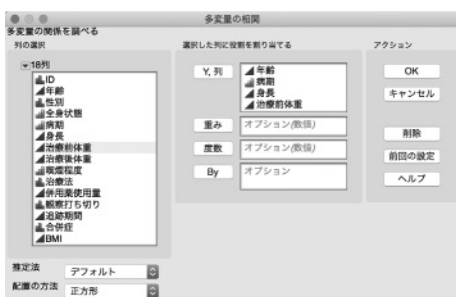 多変量の相関
多変量の関係を調べる
列の選択
18列
ID
年齢
性別
全身状態
病期
身長
治療前体重
治療後体重
喫煙程度
治療法
併用薬使用量
観察打ち切り
追跡期間
合併症
BMI
推定法 デフォルト
配置の方法 正方形
選択した列に役割を割り当てる
Y, 列
年齢
病期
身長
治療前体重
重み オプション(数値)
度数 オプション(数値)
By オプション
アクション
OK
キャンセル
削除
前回の設定
ヘルプ